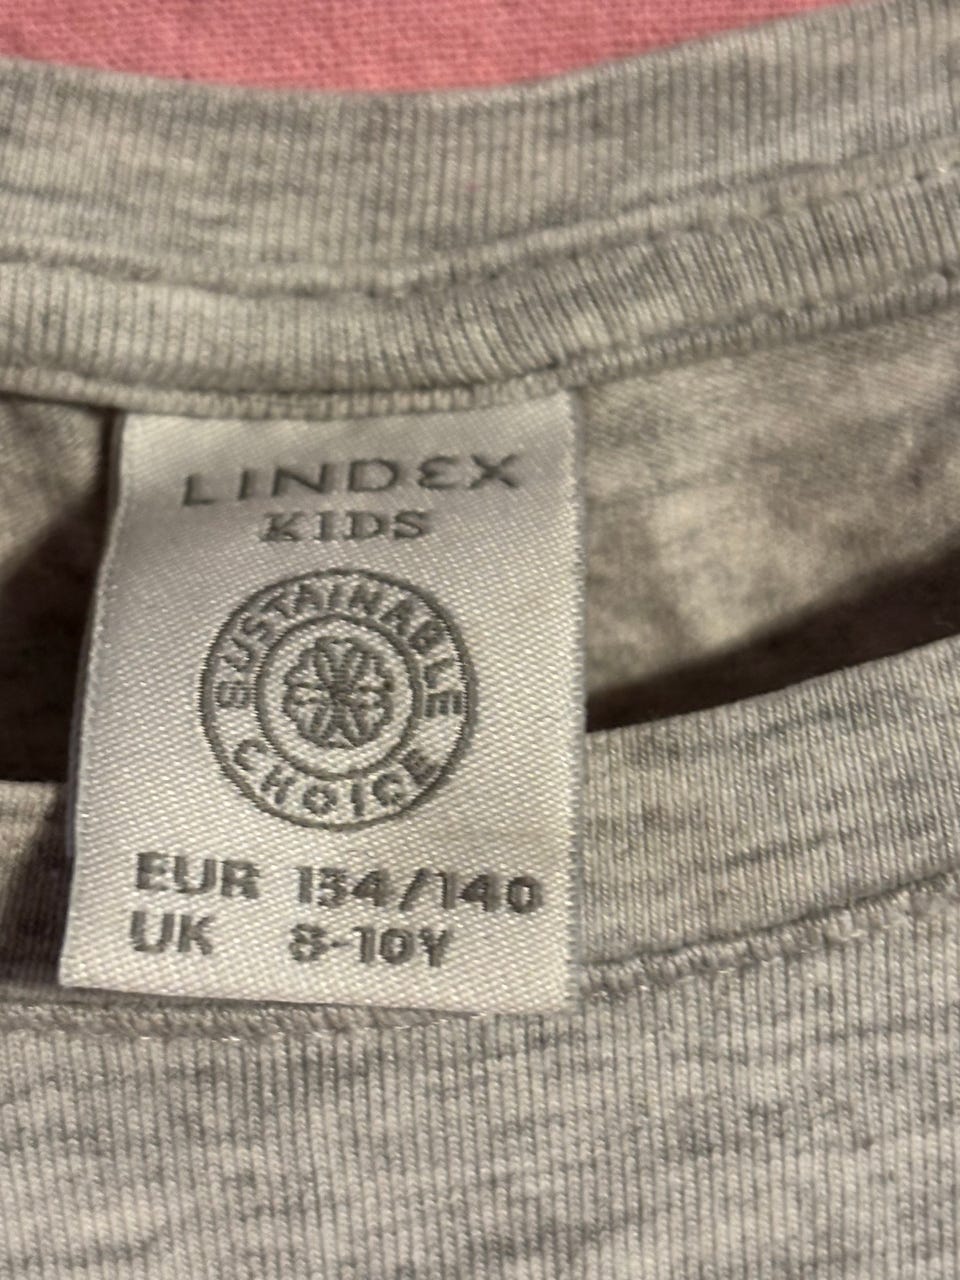 LINDEX
KIDS
SUSTAINABLE
CHOICE
EUR 134/140
UK 8-10Y